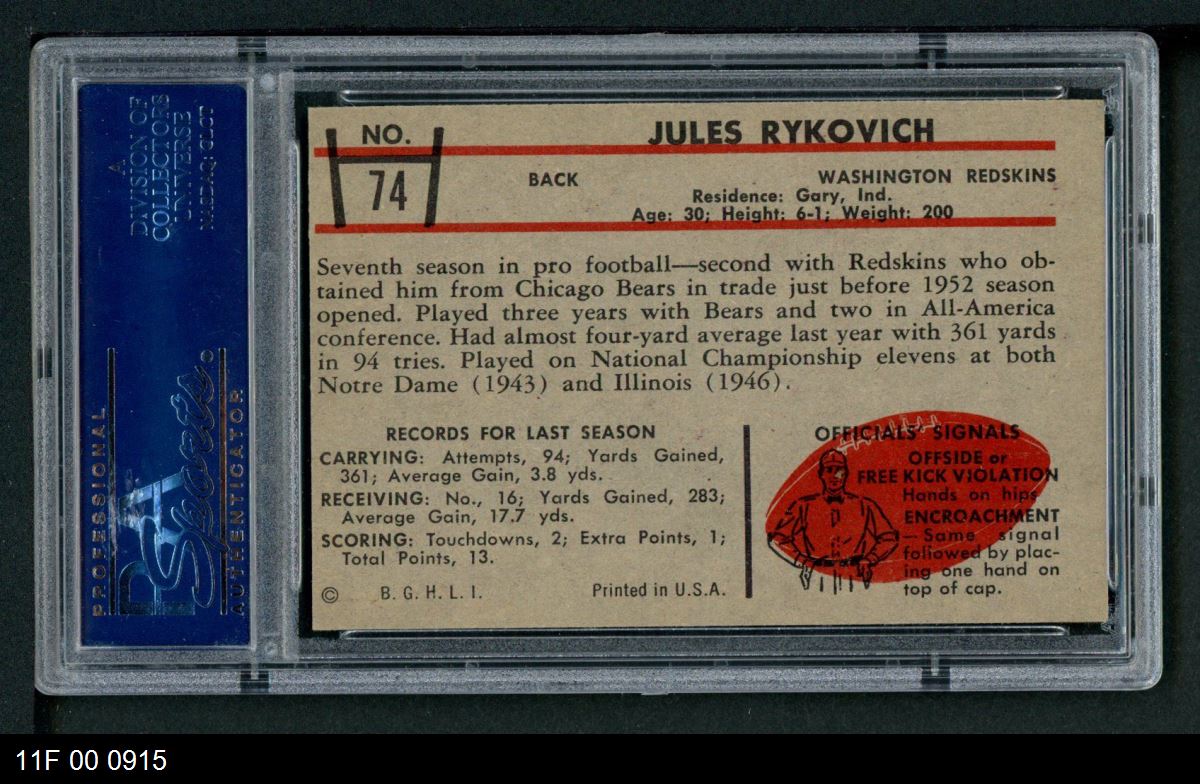 A
DIVISION OF
COLLECTORS
UNIVERSE
NASDAQ: CLCT
PROFESSIONAL
PSA
Sports
AUTHENTICATOR
NO.
74
JULES RYKOVICH
BACK
WASHINGTON REDSKINS
Residence: Gary, Ind.
Age: 30; Height: 6-1; Weight: 200
Seventh season in pro football—second with Redskins who ob-
tained him from Chicago Bears in trade just before 1952 season
opened. Played three years with Bears and two in All-America
conference. Had almost four-yard average last year with 361 yards
in 94 tries. Played on National Championship elevens at both
Notre Dame (1943) and Illinois (1946).
RECORDS FOR LAST SEASON
CARRYING: Attempts, 94; Yards Gained,
361; Average Gain, 3.8 yds.
RECEIVING: No., 16; Yards Gained, 283;
Average Gain, 17.7 yds.
SCORING: Touchdowns, 2; Extra Points, 1;
Total Points, 13.
© B. G. H. L. I. Printed in U.S.A.
OFFICIALS' SIGNALS
OFFSIDE or
FREE KICK VIOLATION
Hands on hips
ENCROACHMENT
— Same signal
followed by plac-
ing one hand on
top of cap.
11F 00 0915